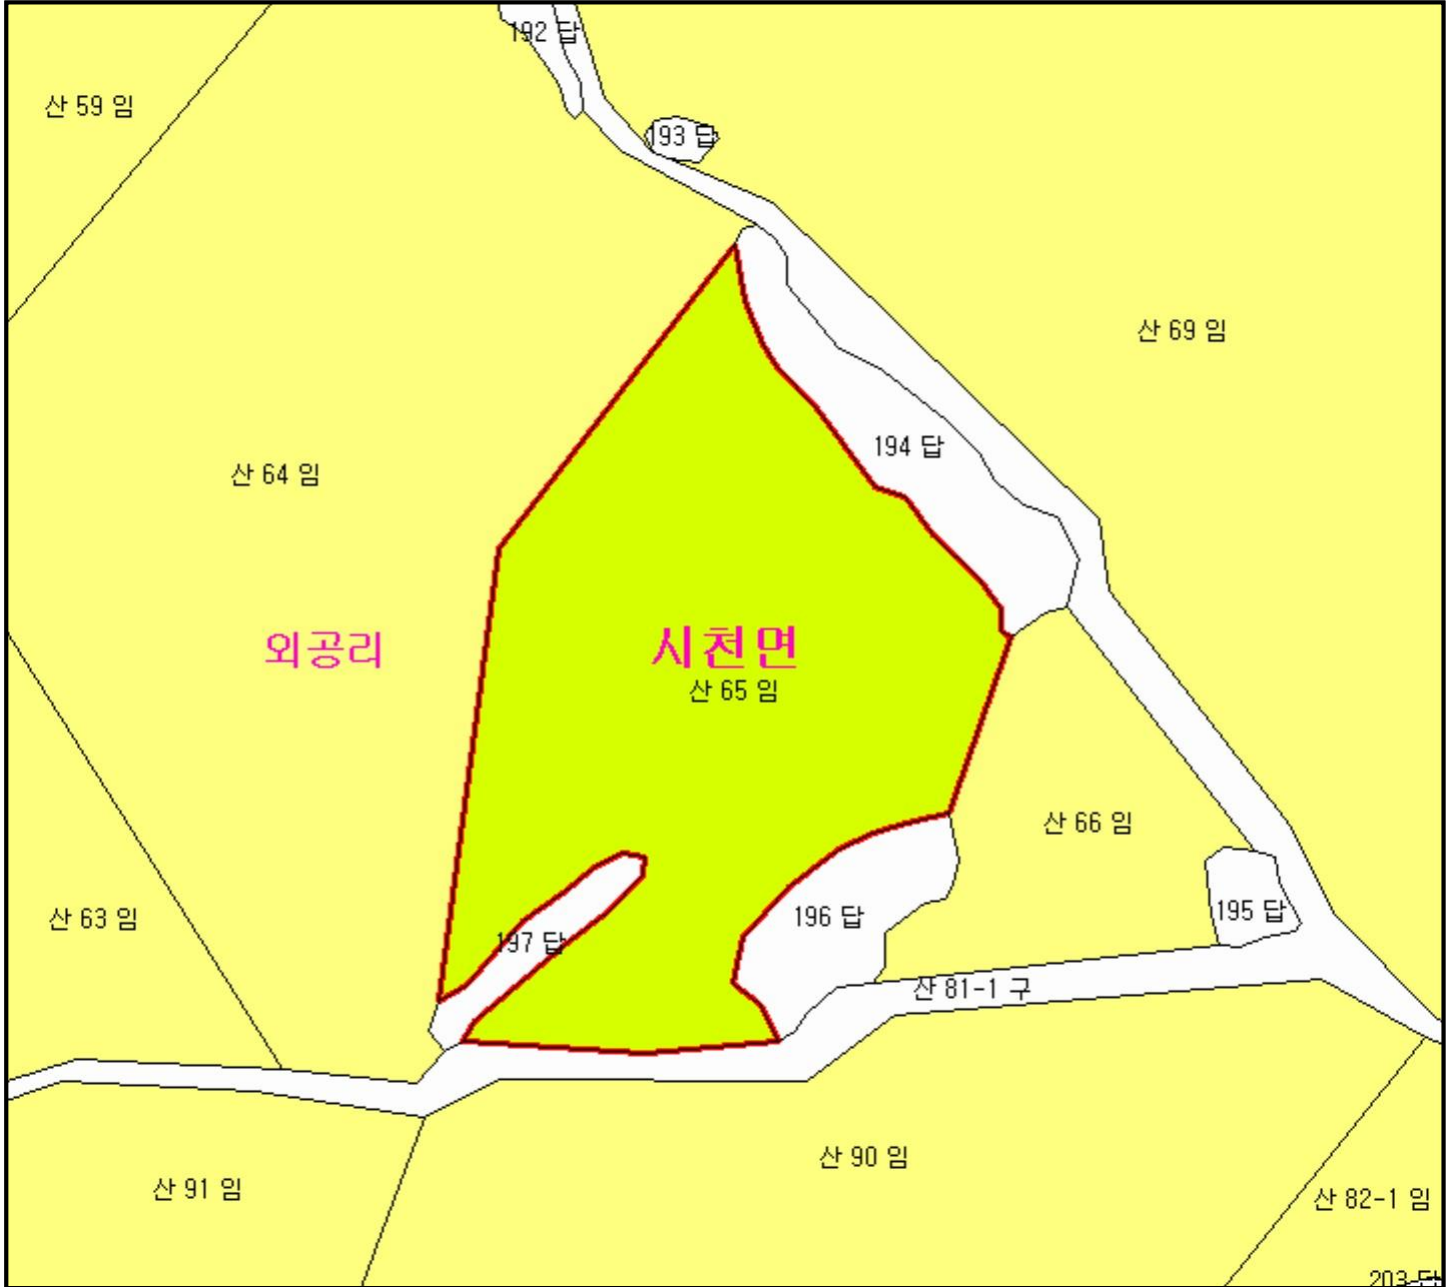 192 답
산 59 임
193 답
산 69 임
194 답
산 64 임
외공리
시천면
산 65 임
산 66 임
산 63 임
196 답
195 답
197 답
산 81-1 구
산 90 임
산 91 임
산 82-1 임
203 답